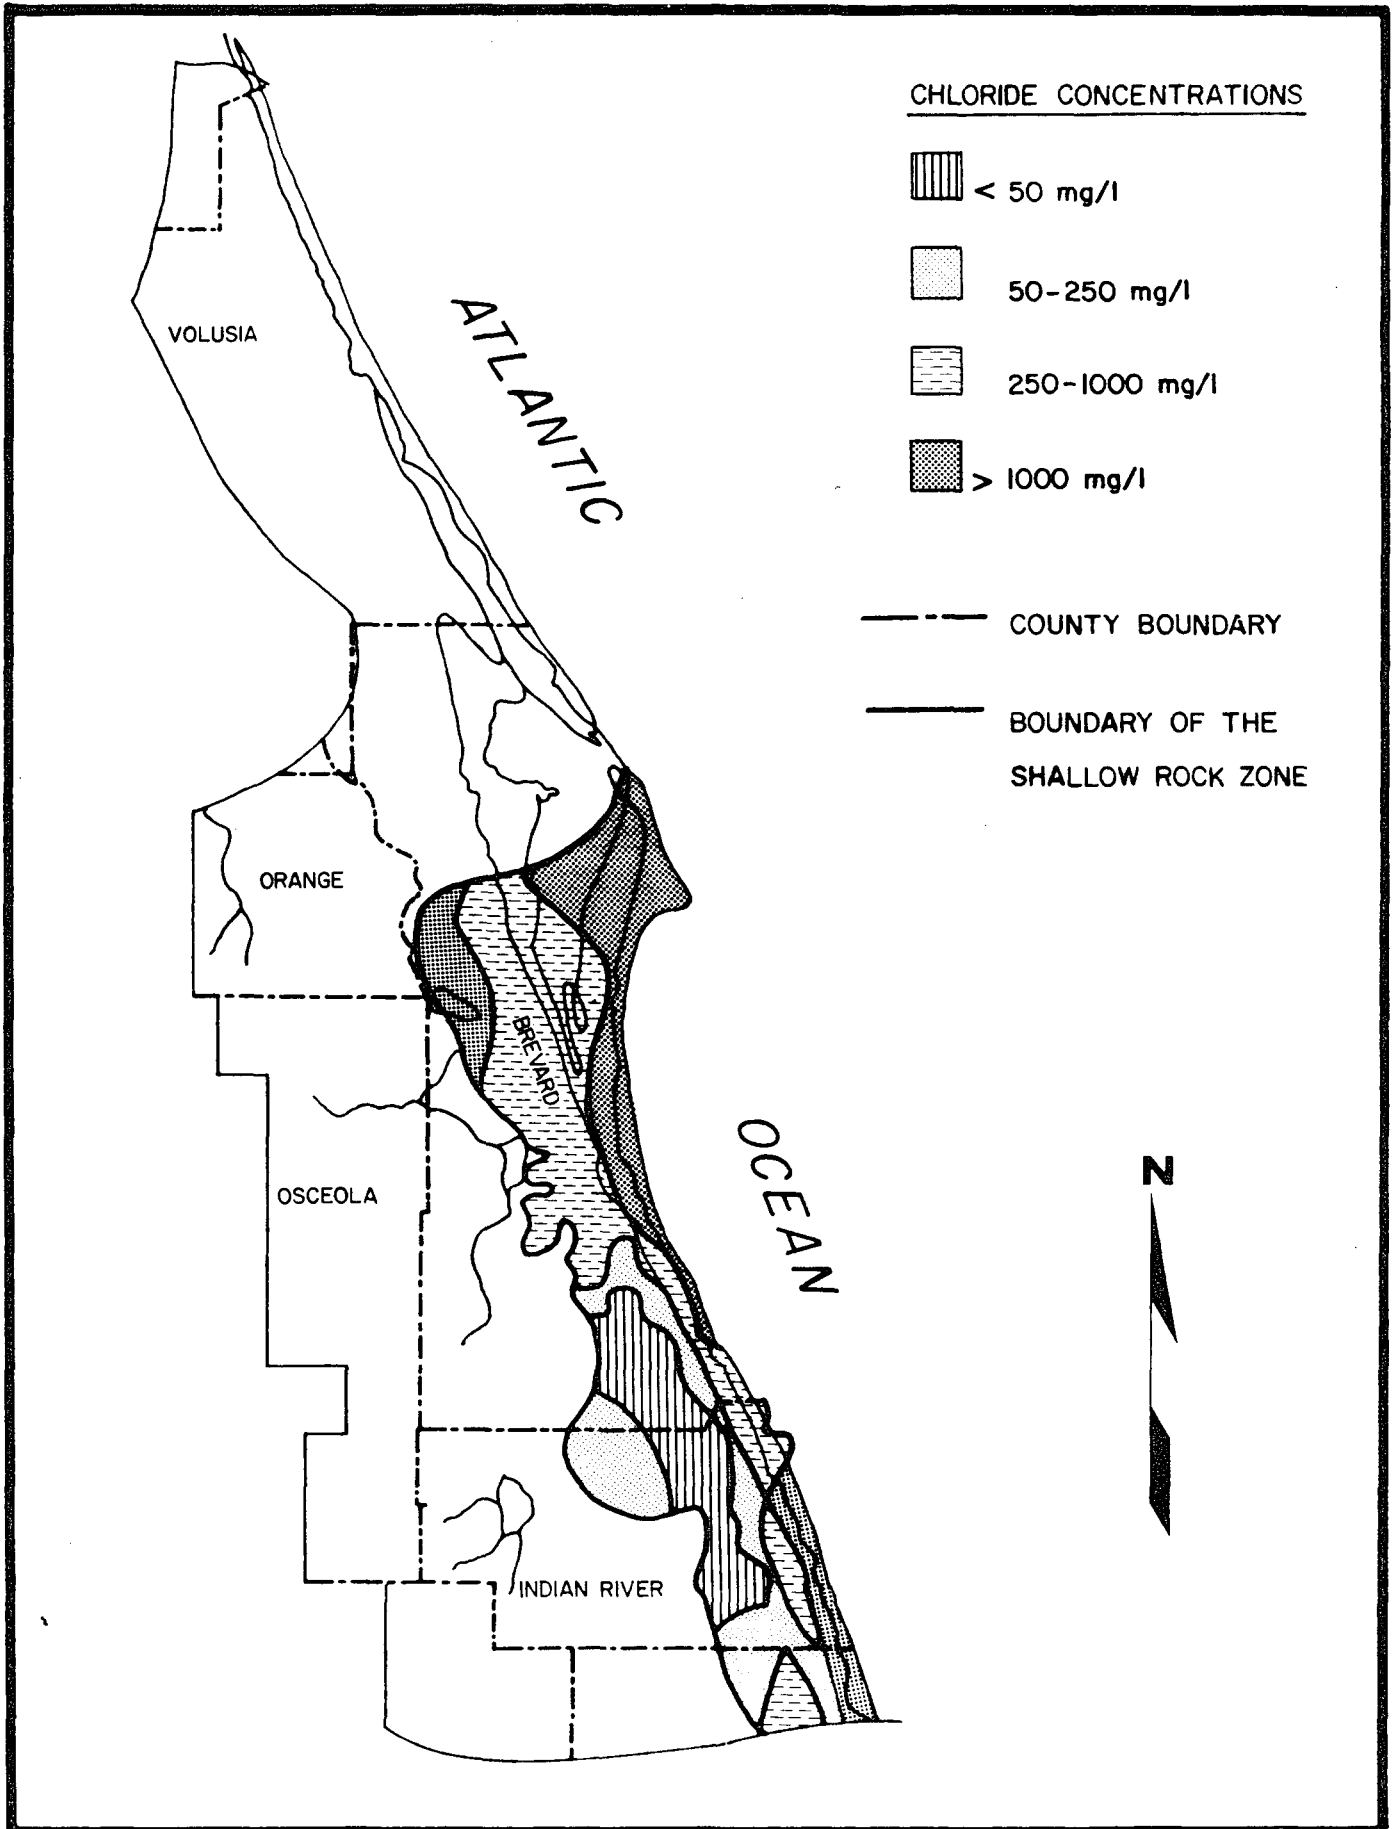 CHLORIDE CONCENTRATIONS
< 50 mg/l
50-250 mg/l
250-1000 mg/l
> 1000 mg/l
COUNTY BOUNDARY
BOUNDARY OF THE
SHALLOW ROCK ZONE
VOLUSIA
ATLANTIC
ORANGE
BREVARD
OCEAN
N
OSCEOLA
INDIAN RIVER